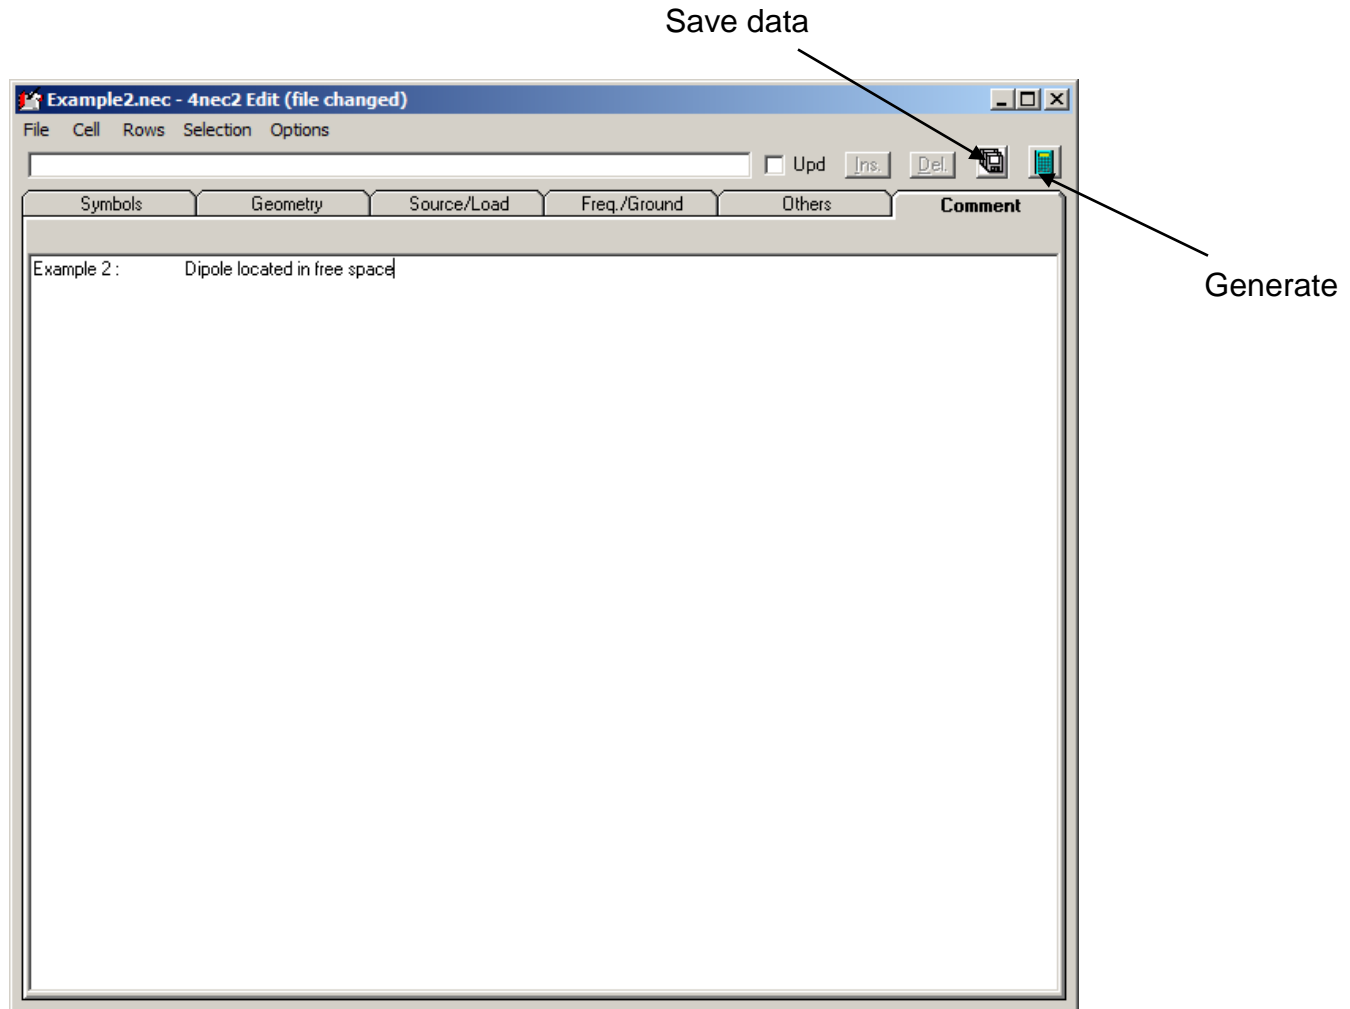 Save data
Example2.nec - 4nec2 Edit (file changed)
File Cell Rows Selection Options
Upd Ins. Del.
Symbols Geometry Source/Load Freq./Ground Others Comment
Example 2 : Dipole located in free space
Generate